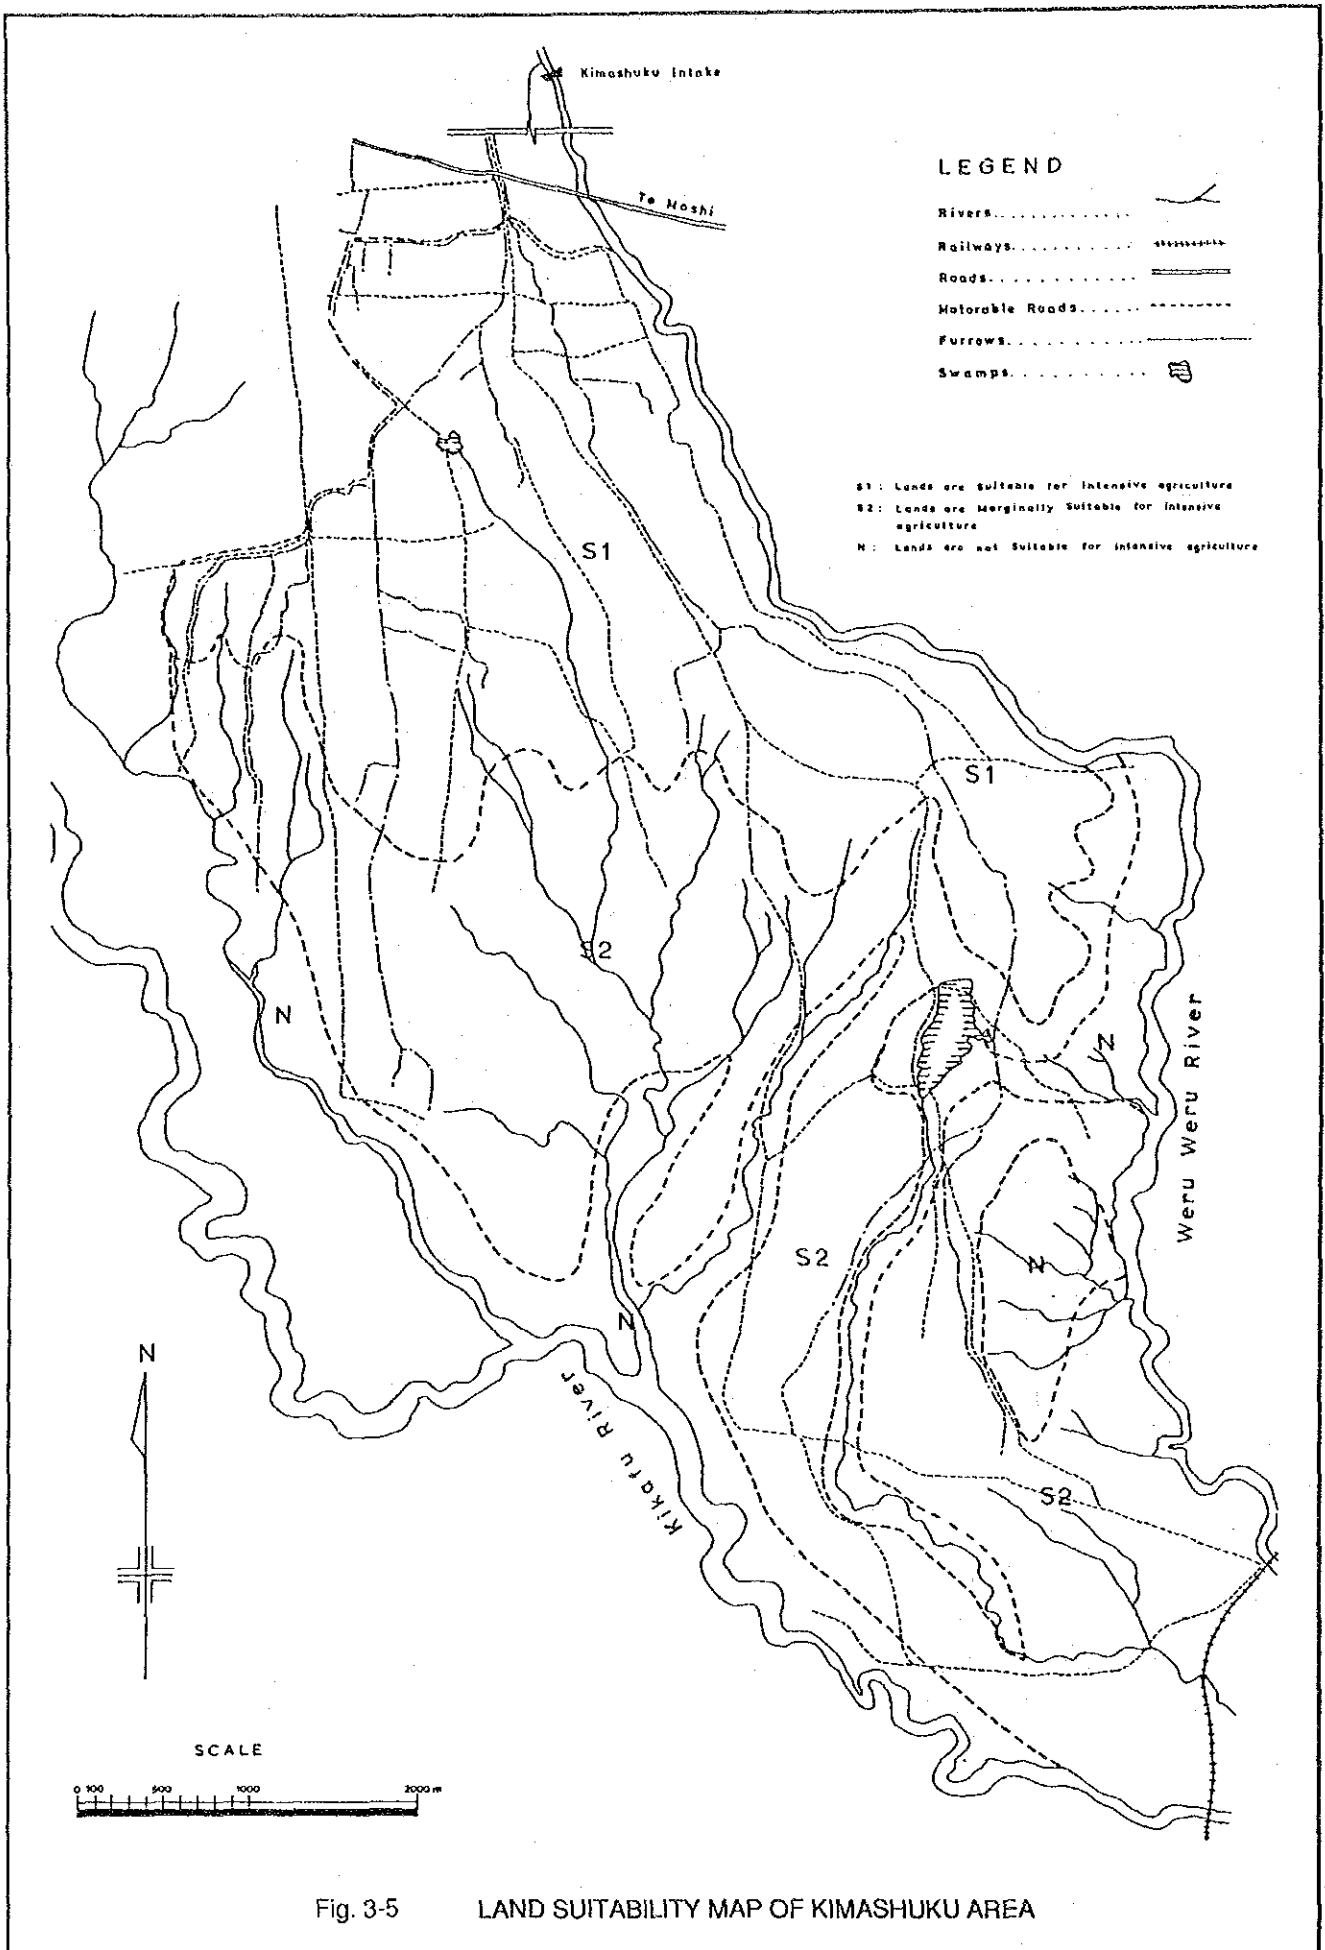 Kimashuku Intake
To Moshi
LEGEND
Rivers............
Railways...........
Roads..............
Motorable Roads......
Furrows............
Swamps...........
S1 : Lands are Suitable for Intensive agriculture
S2 : Lands are Marginally Suitable for Intensive
agriculture
N : Lands are not Suitable for intensive agriculture
S1
S1
S2
N
N
Weru Weru River
S2
N
N
N
Kikafu River
S2
SCALE
0 100 500 1000 2000 m
Fig. 3-5 LAND SUITABILITY MAP OF KIMASHUKU AREA